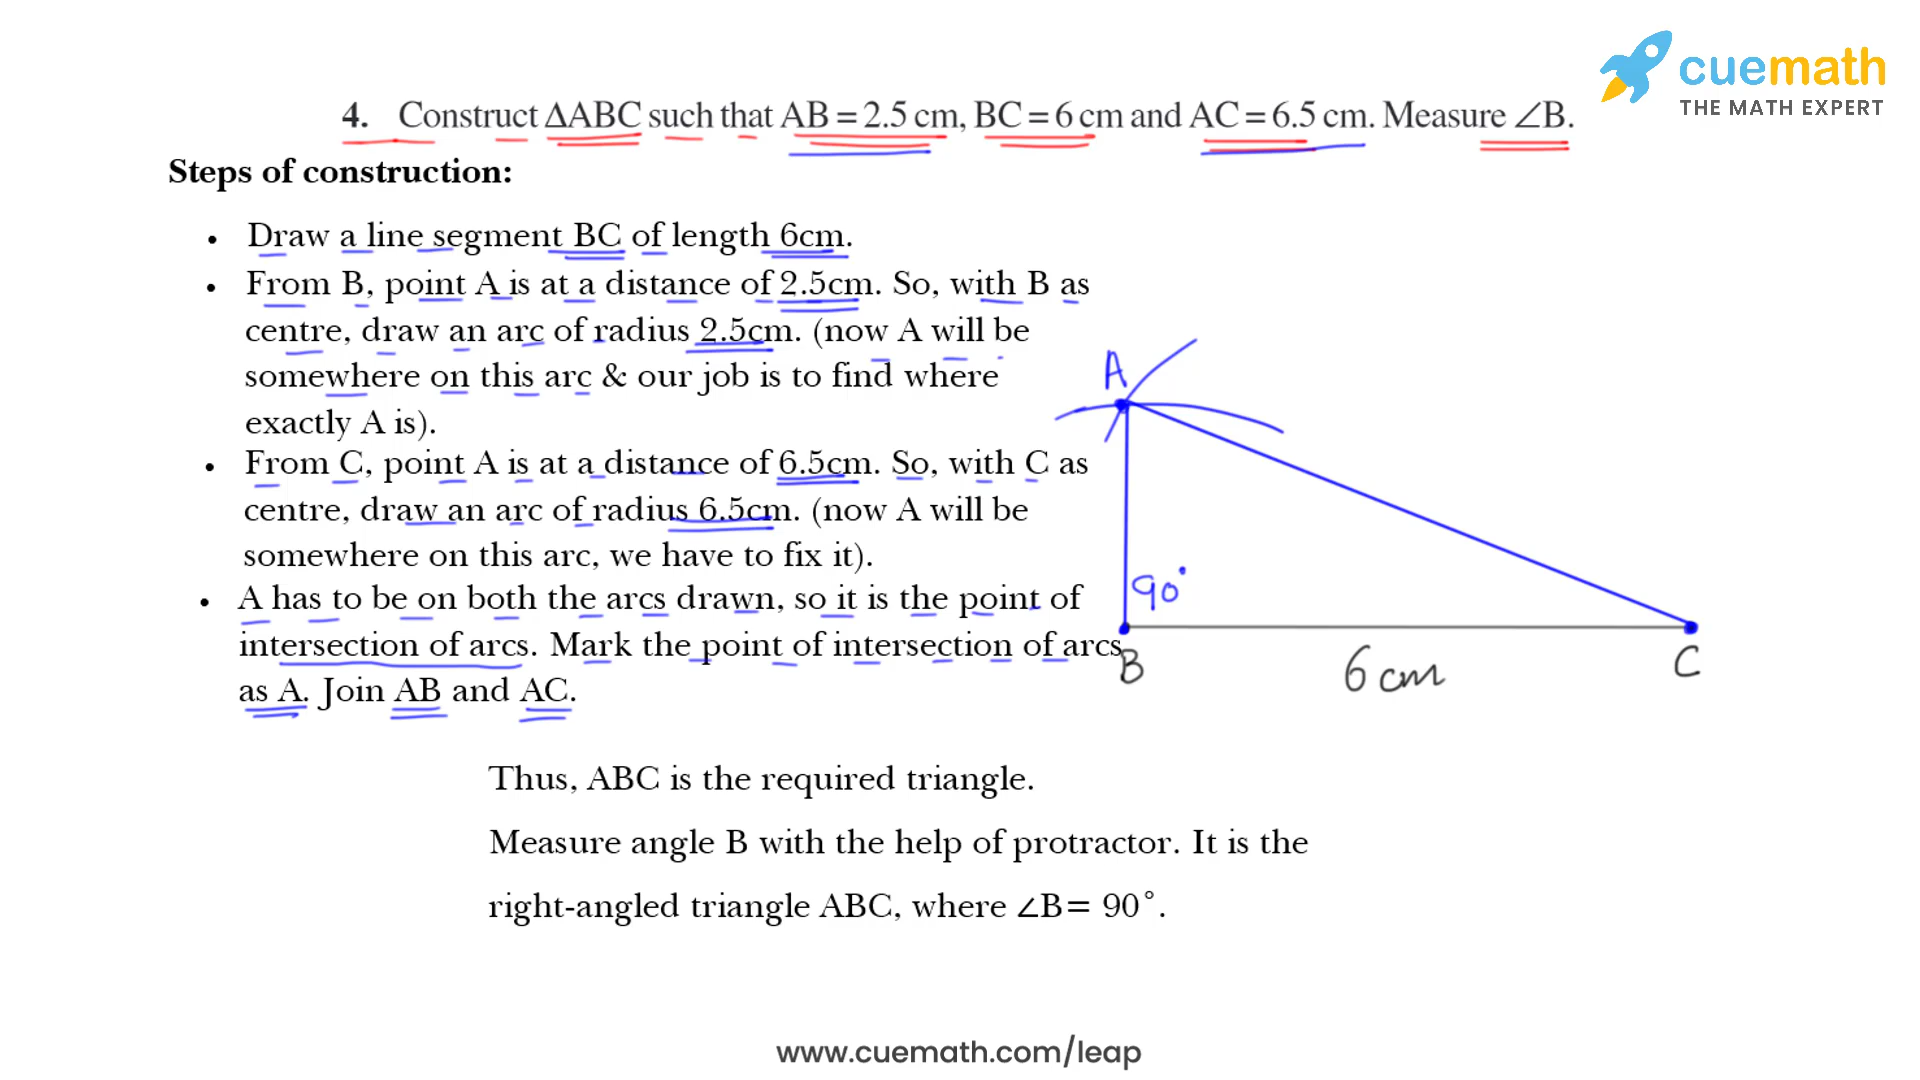 cuemath
THE MATH EXPERT
4. Construct ΔABC such that AB = 2.5 cm, BC = 6 cm and AC = 6.5 cm. Measure ∠B.
Steps of construction:
• Draw a line segment BC of length 6cm.
• From B, point A is at a distance of 2.5cm. So, with B as
centre, draw an arc of radius 2.5cm. (now A will be
somewhere on this arc & our job is to find where
exactly A is).
• From C, point A is at a distance of 6.5cm. So, with C as
centre, draw an arc of radius 6.5cm. (now A will be
somewhere on this arc, we have to fix it).
• A has to be on both the arcs drawn, so it is the point of
intersection of arcs. Mark the point of intersection of arcs
as A. Join AB and AC.
A
90°
B
6 cm
C
Thus, ABC is the required triangle.
Measure angle B with the help of protractor. It is the
right-angled triangle ABC, where ∠B= 90°.
www.cuemath.com/leap